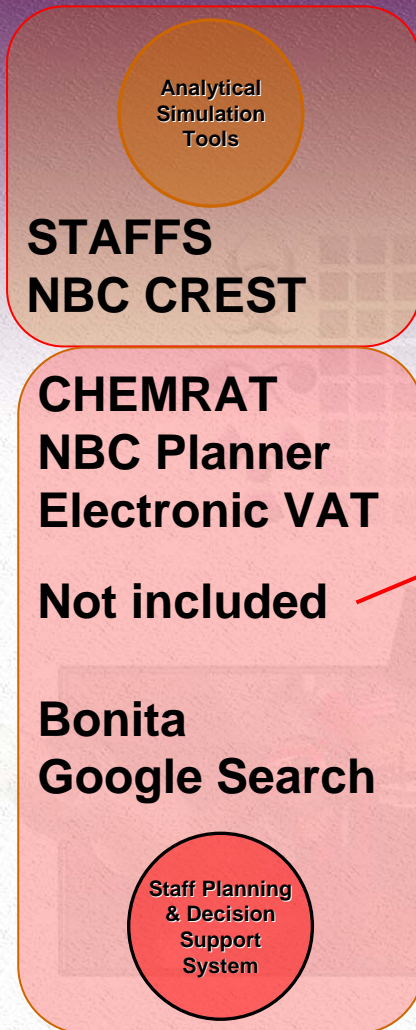 Analytical
Simulation
Tools
STAFFS
NBC CREST
CHEMRAT
NBC Planner
Electronic VAT
Not included
Bonita
Google Search
Staff Planning
& Decision
Support
System